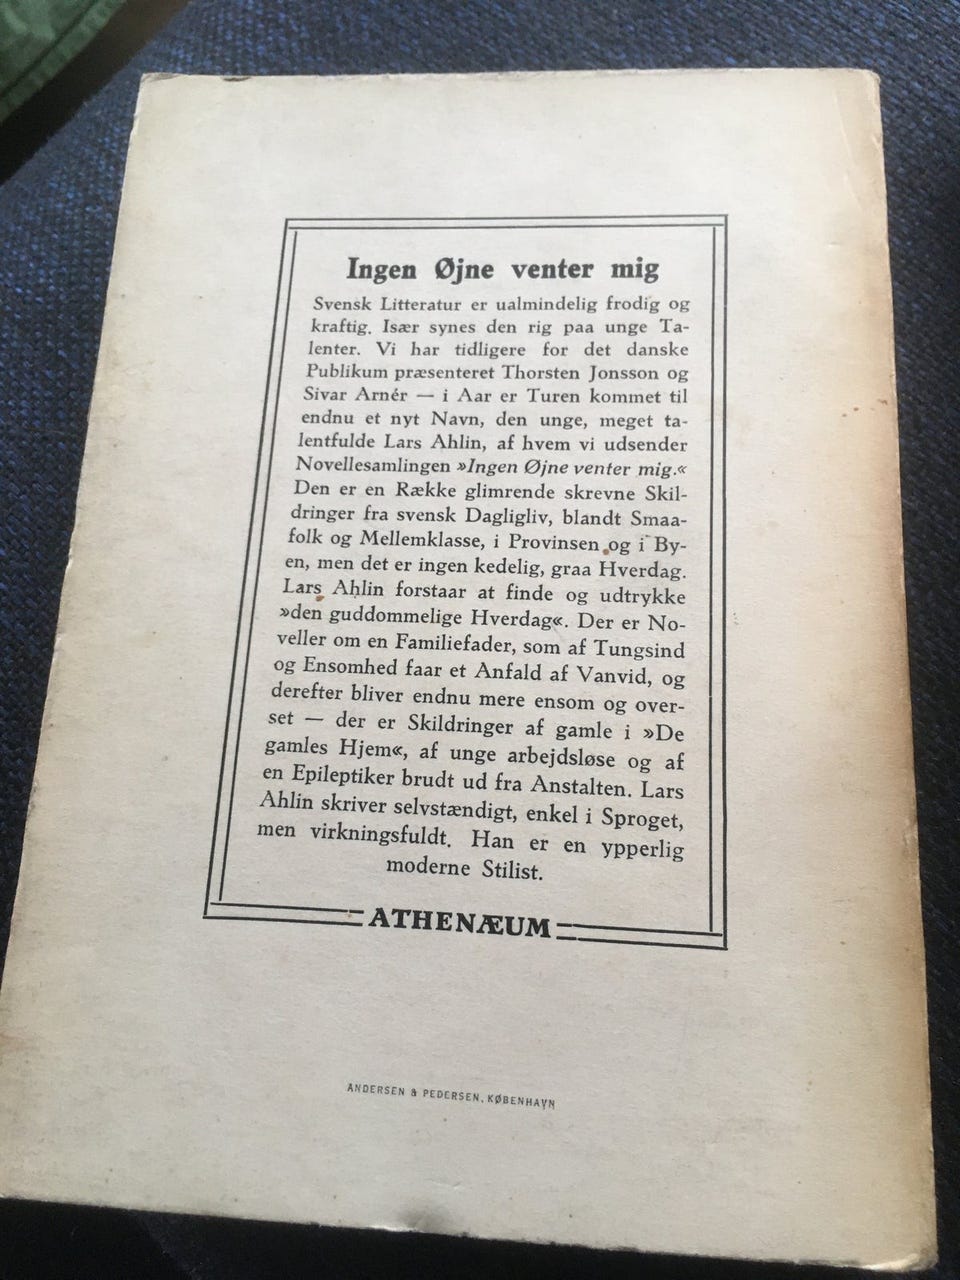 Ingen Øjne venter mig
Svensk Litteratur er ualmindelig frodig og
kraftig. Især synes den rig paa unge Ta-
lenter. Vi har tidligere for det danske
Publikum præsenteret Thorsten Jonsson og
Sivar Arnér — i Aar er Turen kommet til
endnu et nyt Navn, den unge, meget ta-
lentfulde Lars Ahlin, af hvem vi udsender
Novellesamlingen »Ingen Øjne venter mig.«
Den er en Række glimrende skrevne Skil-
dringer fra svensk Dagligliv, blandt Smaa-
folk og Mellemklasse, i Provinsen og i By-
en, men det er ingen kedelig, graa Hverdag.
Lars Ahlin forstaar at finde og udtrykke
»den guddommelige Hverdag«. Der er No-
veller om en Familiefader, som af Tungsind
og Ensomhed faar et Anfald af Vanvid, og
derefter bliver endnu mere ensom og over-
set — der er Skildringer af gamle i »De
gamles Hjem«, af unge arbejdsløse og af
en Epileptiker brudt ud fra Anstalten. Lars
Ahlin skriver selvstændigt, enkel i Sproget,
men virkningsfuldt. Han er en ypperlig
moderne Stilist.
ATHENÆUM
ANDERSEN & PEDERSEN, KØBENHAVN